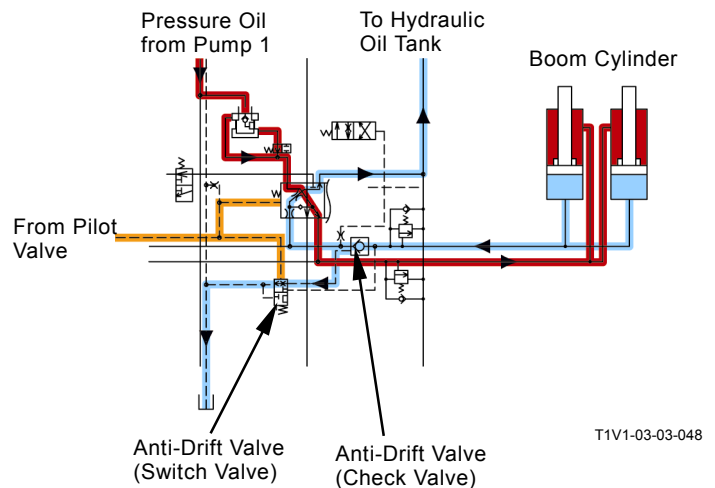 Pressure Oil
from Pump 1
To Hydraulic
Oil Tank
Boom Cylinder
From Pilot
Valve
Anti-Drift Valve
(Switch Valve)
Anti-Drift Valve
(Check Valve)
T1V1-03-03-048